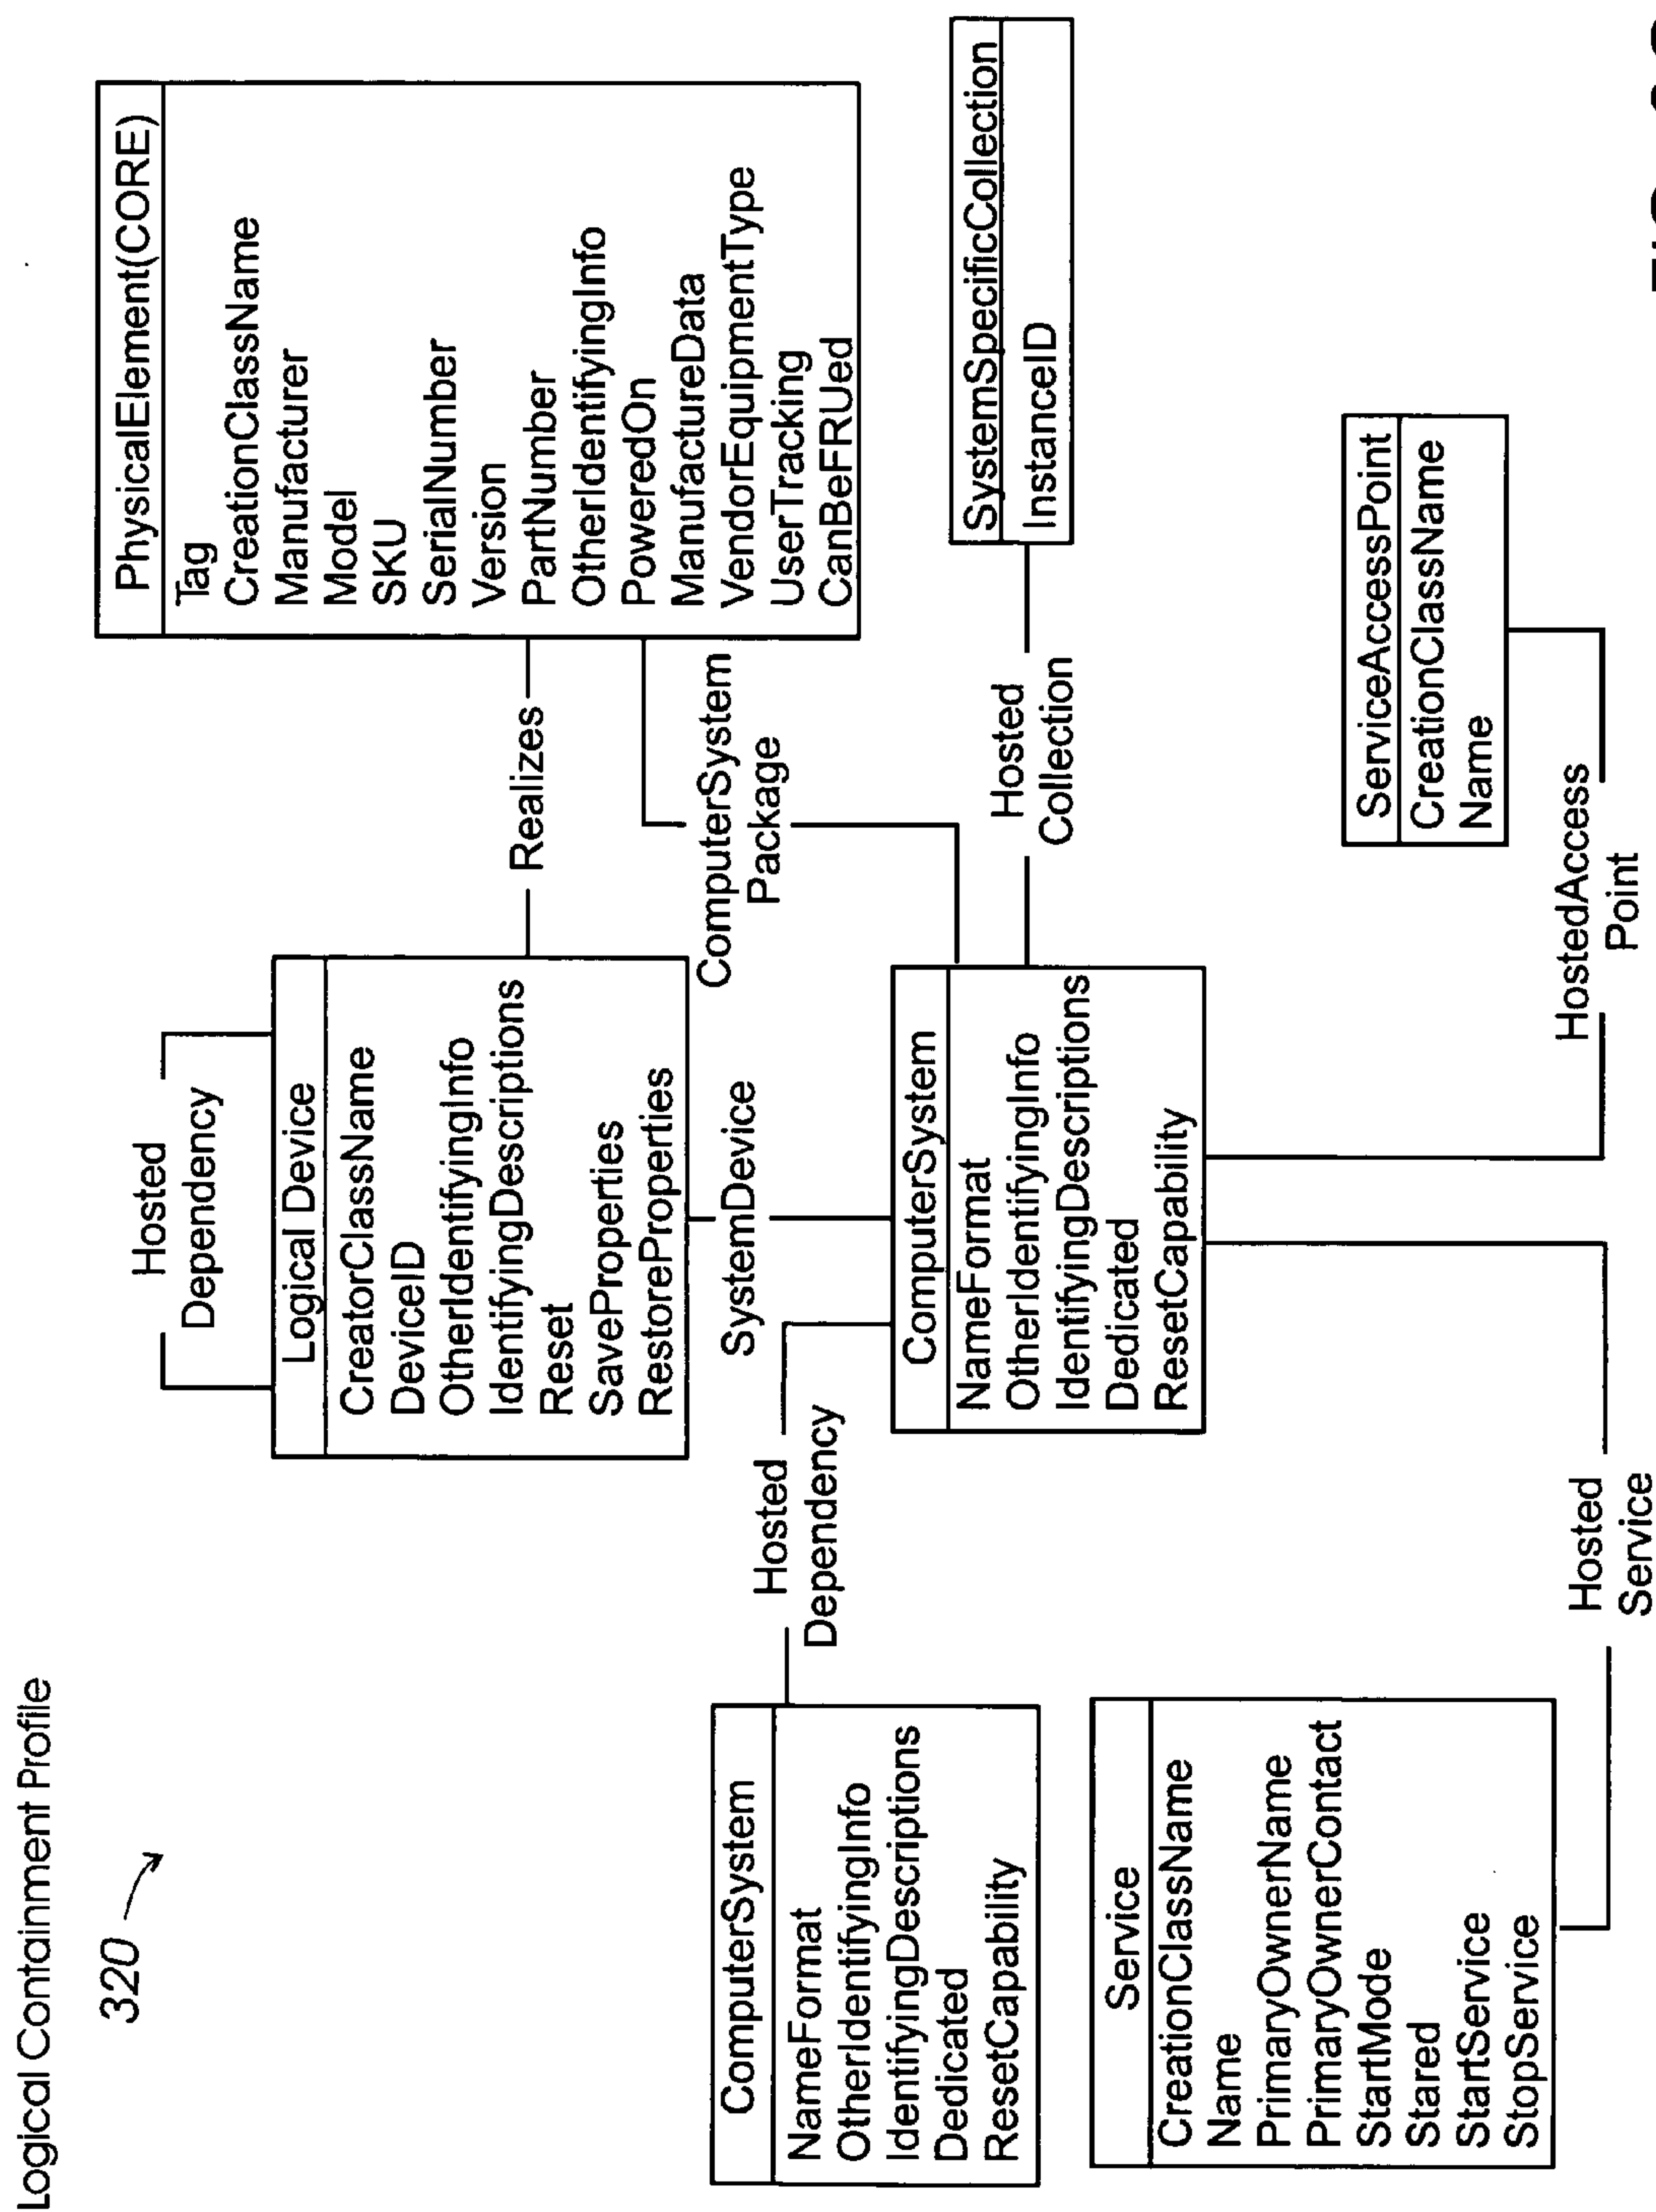 Logical Containment Profile
320
Hosted
Dependency
Logical Device
CreatorClassName
DeviceID
OtherIdentifyingInfo
IdentifyingDescriptions
Reset
SaveProperties
RestoreProperties
Realizes
PhysicalElement(CORE)
Tag
CreationClassName
Manufacturer
Model
SKU
SerialNumber
Version
PartNumber
OtherIdentifyingInfo
PoweredOn
ManufactureData
VendorEquipmentType
UserTracking
CanBeFRUed
ComputerSystem
Package
SystemDevice
Hosted
Dependency
ComputerSystem
NameFormat
OtherIdentifyingInfo
IdentifyingDescriptions
Dedicated
ResetCapability
ComputerSystem
NameFormat
OtherIdentifyingInfo
IdentifyingDescriptions
Dedicated
ResetCapability
Hosted
Collection
SystemSpecificCollection
InstanceID
Service
CreationClassName
Name
PrimaryOwnerName
PrimaryOwnerContact
StartMode
Stared
StartService
StopService
Hosted
Service
HostedAccess
Point
ServiceAccessPoint
CreationClassName
Name